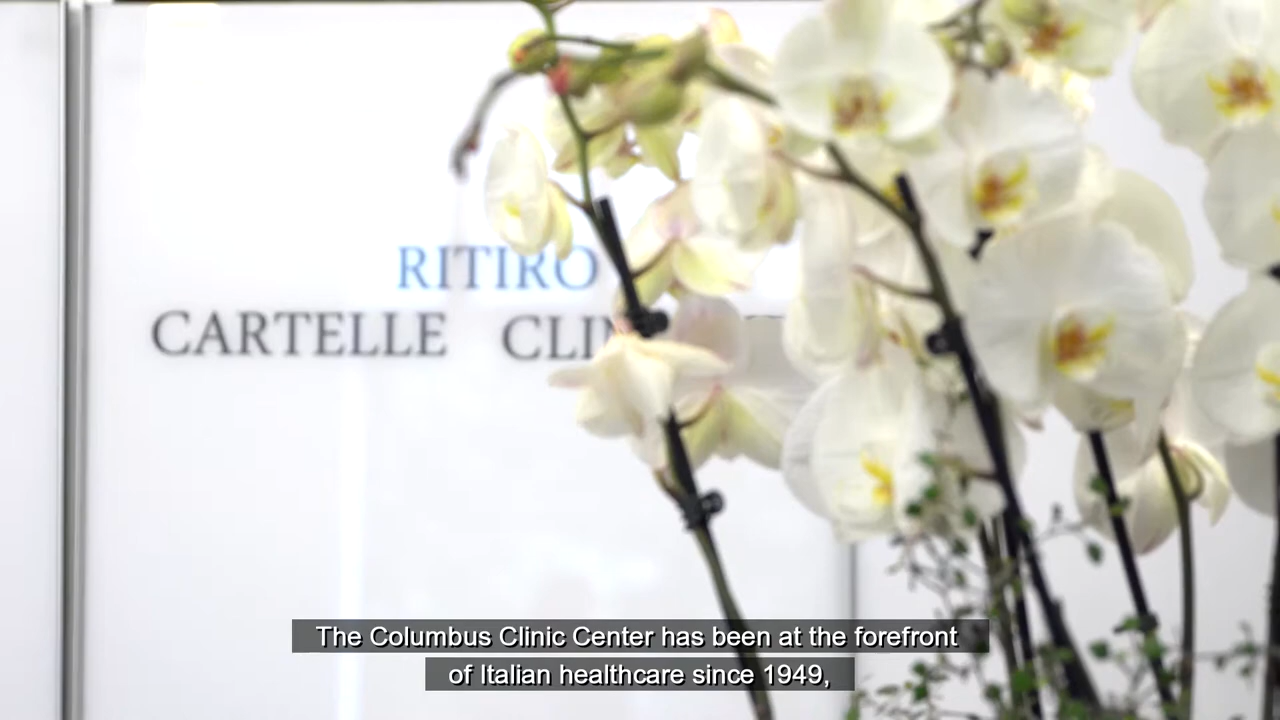 RITIRO
CARTELLE
The Columbus Clinic Center has been at the forefront
of Italian healthcare since 1949,